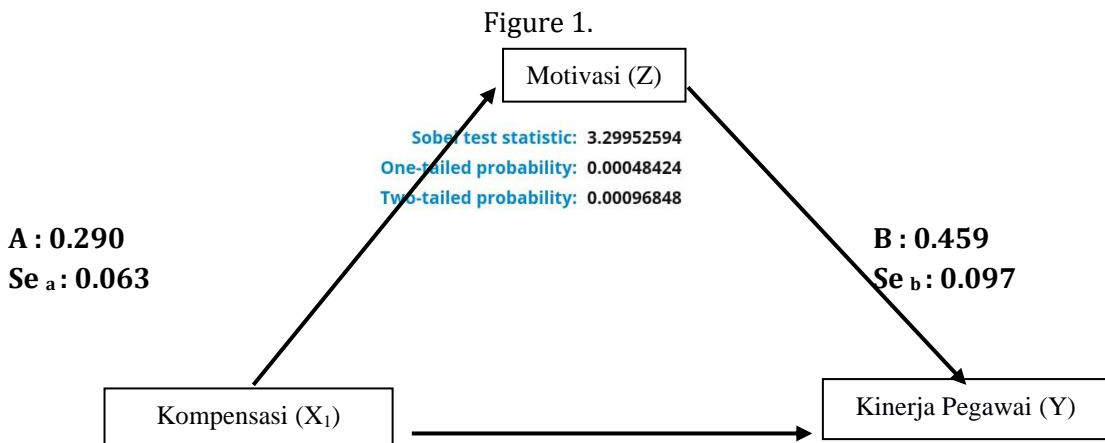 Figure 1.
Motivasi (Z)
Sobel test statistic: 3.29952594
One-tailed probability: 0.00048424
Two-tailed probability: 0.00096848
A : 0.290
Se a : 0.063
B : 0.459
Se b : 0.097
Kompensasi (X₁)
Kinerja Pegawai (Y)